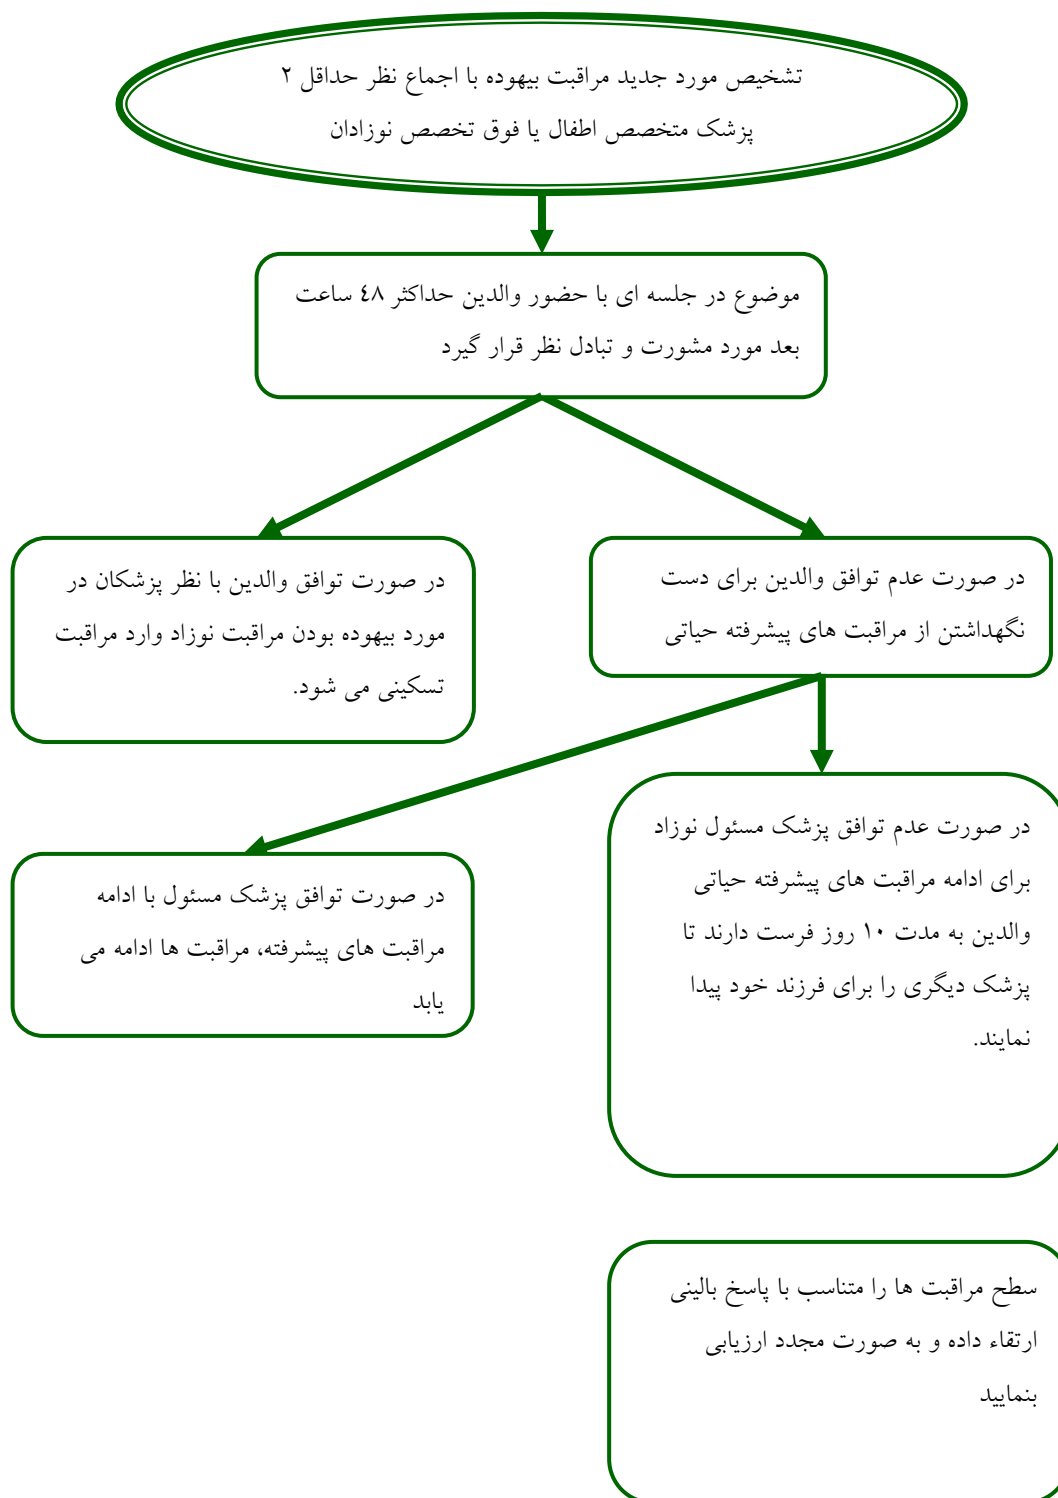 تشخیص مورد جدید مراقبت بیهوده با اجماع نظر حداقل ۲
پزشک متخصص اطفال یا فوق تخصص نوزادان
موضوع در جلسه ای با حضور والدین حداکثر ٤۸ ساعت
بعد مورد مشورت و تبادل نظر قرار گیرد
در صورت عدم توافق والدین برای دست
نگهداشتن از مراقبت های پیشرفته حیاتی
در صورت توافق والدین با نظر پزشکان در
مورد بیهوده بودن مراقبت نوزاد وارد مراقبت
تسکینی می شود.
در صورت عدم توافق پزشک مسئول نوزاد
برای ادامه مراقبت های پیشرفته حیاتی
والدین به مدت ۱۰ روز فرست دارند تا
پزشک دیگری را برای فرزند خود پیدا
نمایند.
در صورت توافق پزشک مسئول با ادامه
مراقبت های پیشرفته، مراقبت ها ادامه می
یابد
سطح مراقبت ها را متناسب با پاسخ بالینی
ارتقاء داده و به صورت مجدد ارزیابی
بنمایید